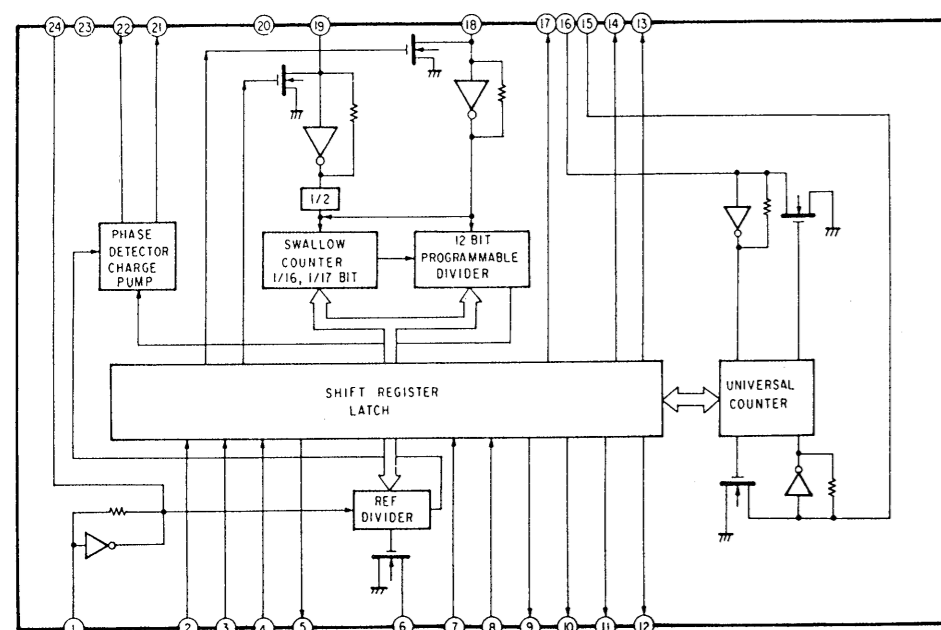 24 23 22 21 20 19 18 17 16 15 14 13
1/2
PHASE
DETECTOR
CHARGE
PUMP
SWALLOW
COUNTER
1/16, 1/17 BIT
12 BIT
PROGRAMMABLE
DIVIDER
SHIFT REGISTER
LATCH
UNIVERSAL
COUNTER
REF
DIVIDER
1 2 3 4 5 6 7 8 9 10 11 12